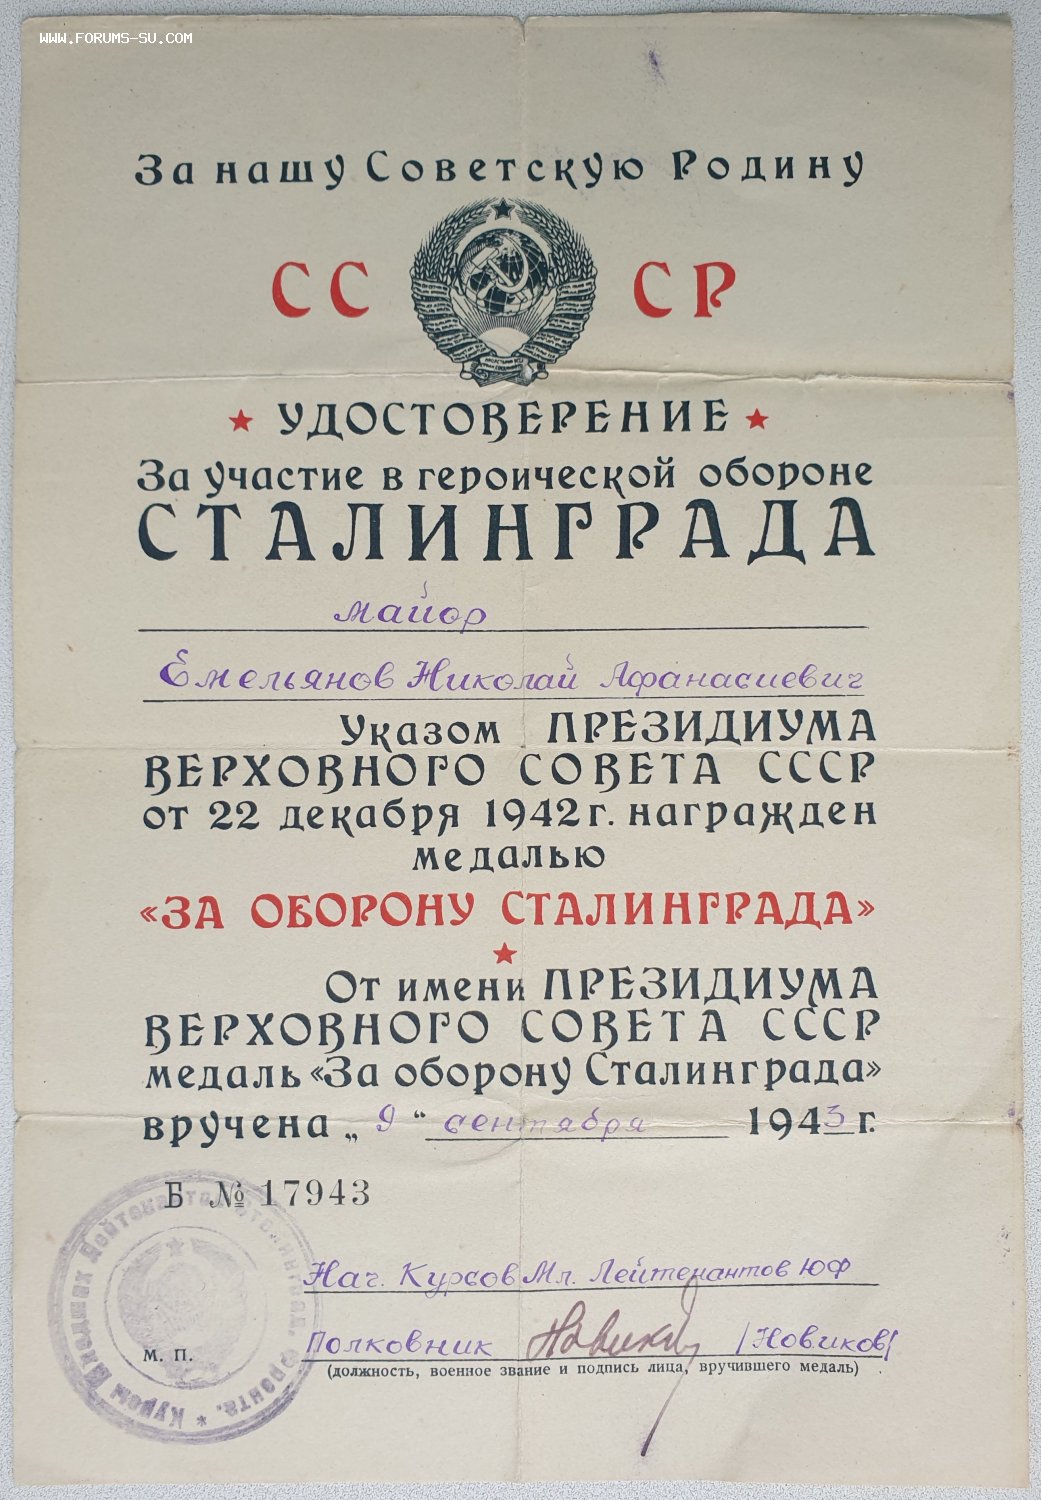 WWW.FORUMS-SU.COM
За нашу Советскую Родину
СС СР
УДОСТОВЕРЕНИЕ
За участие в героической обороне
СТАЛИНГРАДА
майор
Емельянов Николай Афанасиевич
Указом ПРЕЗИДИУМА
ВЕРХОВНОГО СОВЕТА СССР
от 22 декабря 1942 г. награжден
медалью
«ЗА ОБОРОНУ СТАЛИНГРАДА»
От имени ПРЕЗИДИУМА
ВЕРХОВНОГО СОВЕТА СССР
медаль «За оборону Сталинграда»
вручена „9“ сентября 1943 г.
Б № 17943
Нач. Курсов Мл. Лейтенантов ЮФ
Полковник Новиков /Новиков/
м. п.
(должность, военное звание и подпись лица, вручившего медаль)